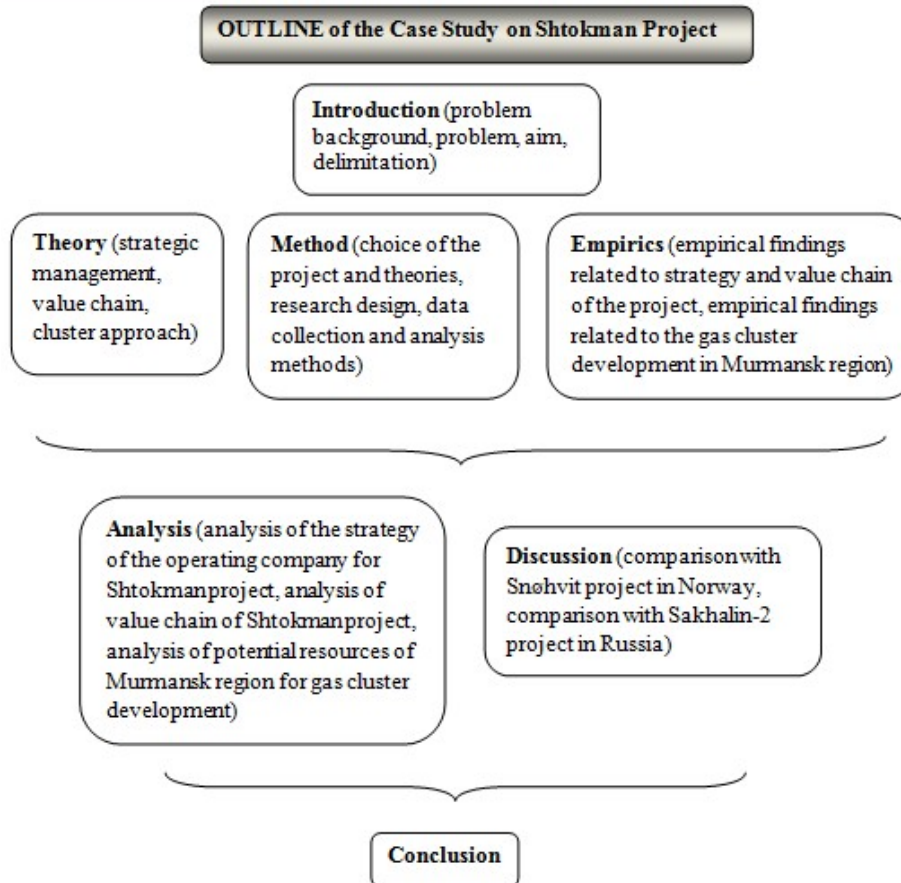 OUTLINE of the Case Study on Shtokman Project
Introduction (problem
background, problem, aim,
delimitation)
Theory (strategic
management,
value chain,
cluster approach)
Method (choice of the
project and theories,
research design, data
collection and analysis
methods)
Empirics (empirical findings
related to strategy and value chain
of the project, empirical findings
related to the gas cluster
development in Murmansk region)
Analysis (analysis of the strategy
of the operating company for
Shtokmanproject, analysis of
value chain of Shtokmanproject,
analysis of potential resources of
Murmansk region for gas cluster
development)
Discussion (comparison with
Snøhvit project in Norway,
comparison with Sakhalin-2
project in Russia)
Conclusion